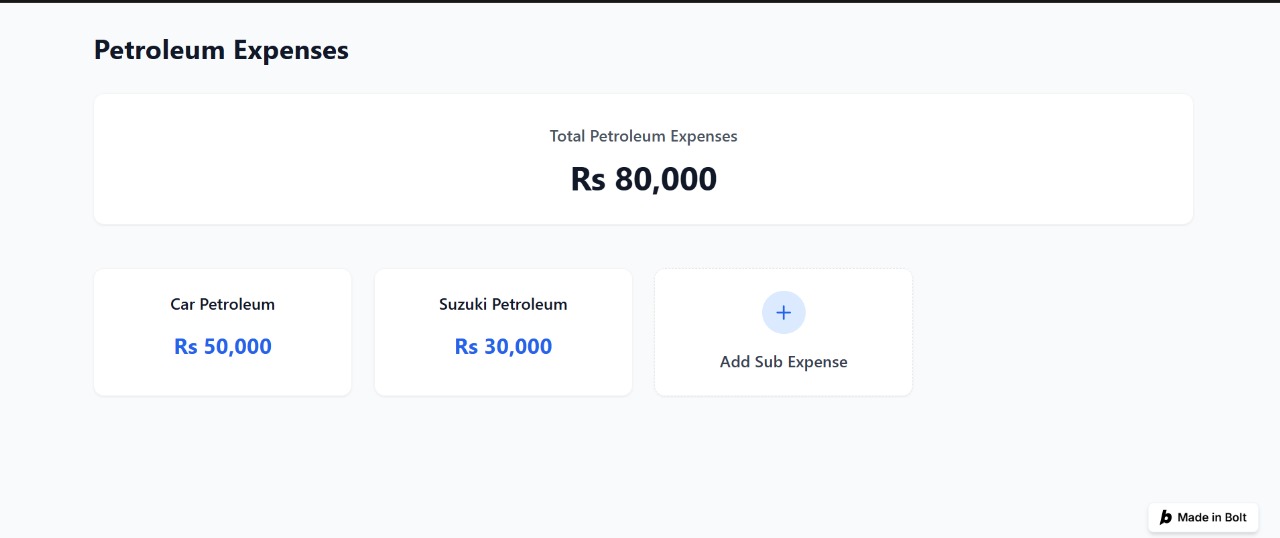 Petroleum Expenses
Total Petroleum Expenses
Rs 80,000
Car Petroleum
Rs 50,000
Suzuki Petroleum
Rs 30,000
Add Sub Expense
Made in Bolt